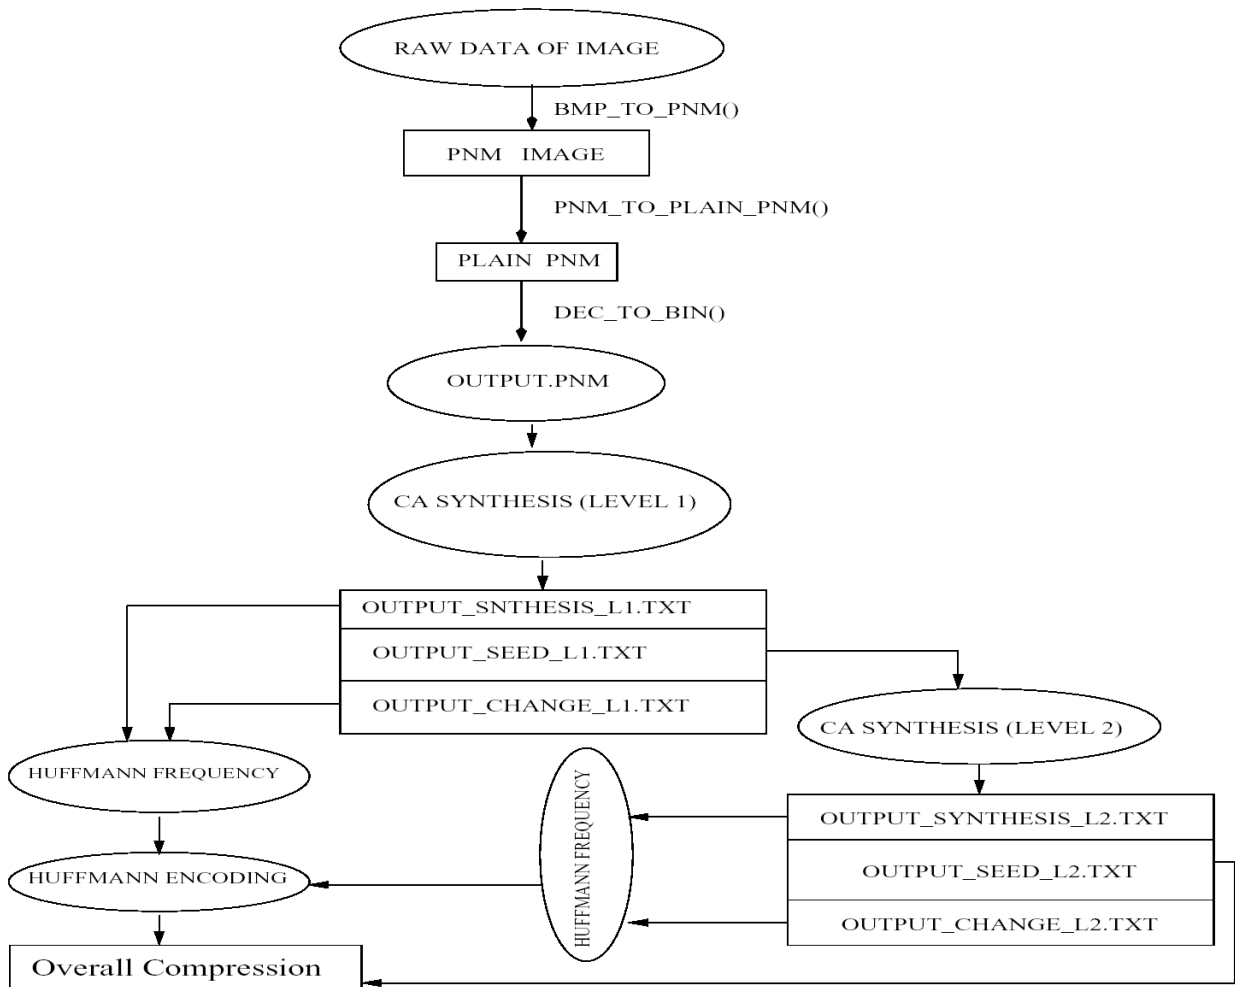 RAW DATA OF IMAGE
BMP_TO_PNM()
PNM IMAGE
PNM_TO_PLAIN_PNM()
PLAIN PNM
DEC_TO_BIN()
OUTPUT.PNM
CA SYNTHESIS (LEVEL 1)
OUTPUT_SNTHESIS_L1.TXT
OUTPUT_SEED_L1.TXT
OUTPUT_CHANGE_L1.TXT
CA SYNTHESIS (LEVEL 2)
HUFFMANN FREQUENCY
HUFFMANN FREQUENCY
OUTPUT_SYNTHESIS_L2.TXT
OUTPUT_SEED_L2.TXT
OUTPUT_CHANGE_L2.TXT
HUFFMANN ENCODING
Overall Compression